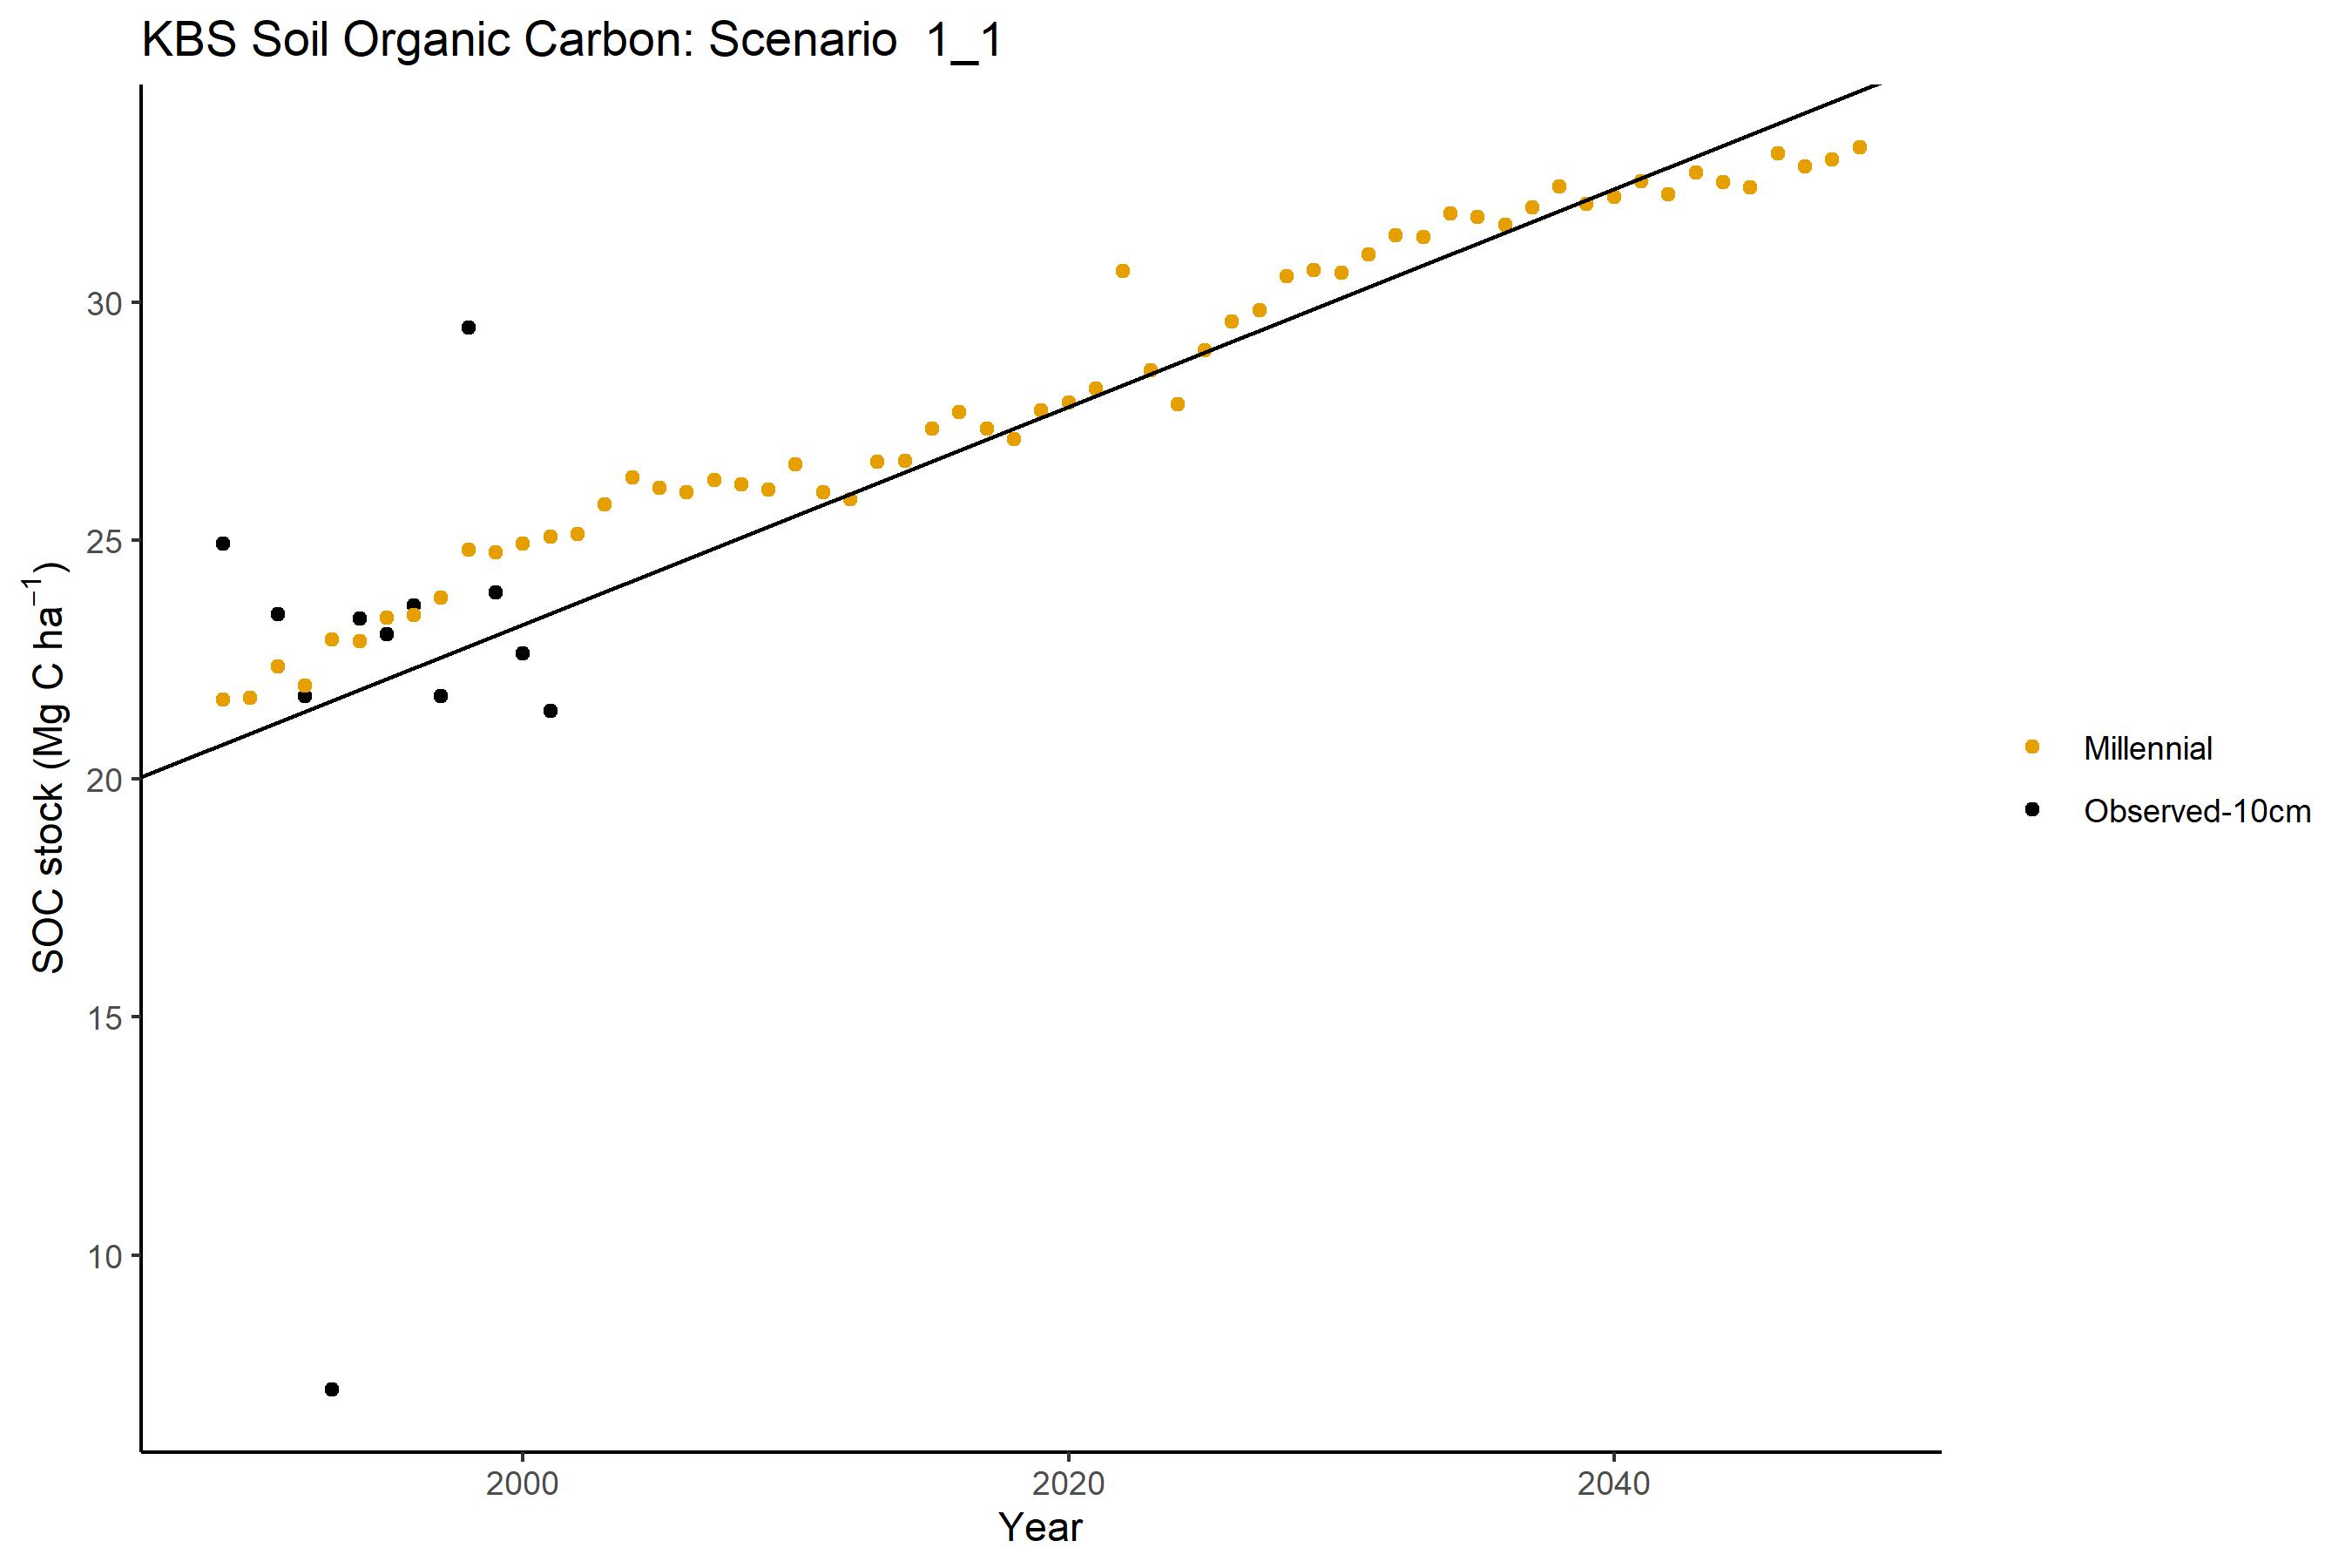 KBS Soil Organic Carbon: Scenario  1_1
SOC stock (Mg C ha⁻¹)
30
25
20
15
10
2000
2020
2040
Year
Millennial
Observed-10cm